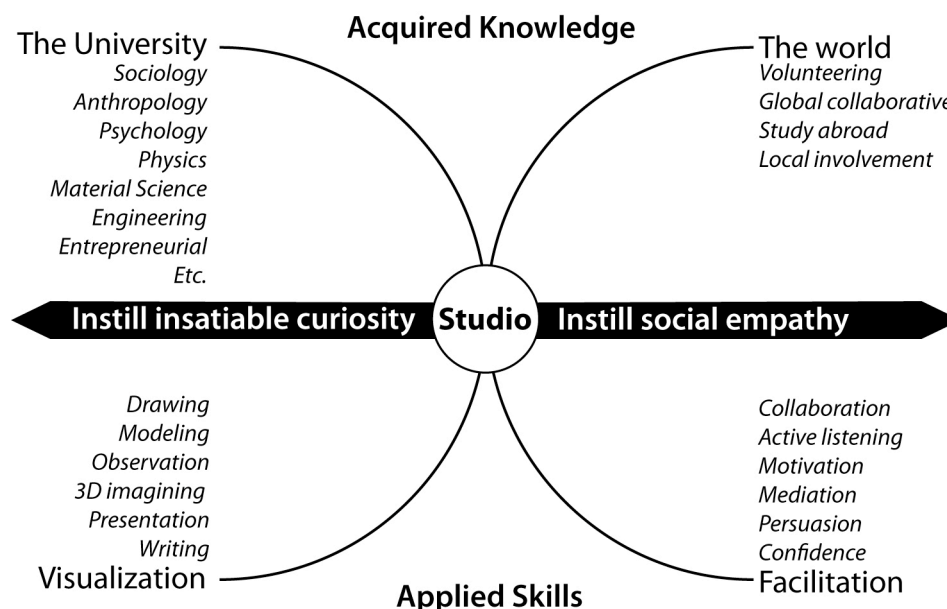 Acquired Knowledge
The University
Sociology
Anthropology
Psychology
Physics
Material Science
Engineering
Entrepreneurial
Etc.
The world
Volunteering
Global collaborative
Study abroad
Local involvement
Instill insatiable curiosity
Studio
Instill social empathy
Drawing
Modeling
Observation
3D imagining
Presentation
Writing
Visualization
Collaboration
Active listening
Motivation
Mediation
Persuasion
Confidence
Facilitation
Applied Skills